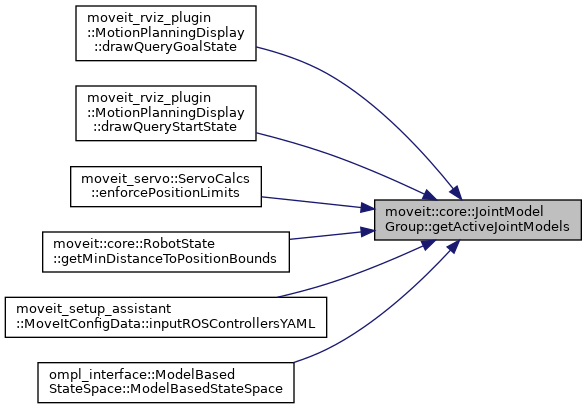 moveit_rviz_plugin
::MotionPlanningDisplay
::drawQueryGoalState
moveit_rviz_plugin
::MotionPlanningDisplay
::drawQueryStartState
moveit_servo::ServoCalcs
::enforcePositionLimits
moveit::core::JointModel
Group::getActiveJointModels
moveit::core::RobotState
::getMinDistanceToPositionBounds
moveit_setup_assistant
::MoveItConfigData::inputROSControllersYAML
ompl_interface::ModelBased
StateSpace::ModelBasedStateSpace